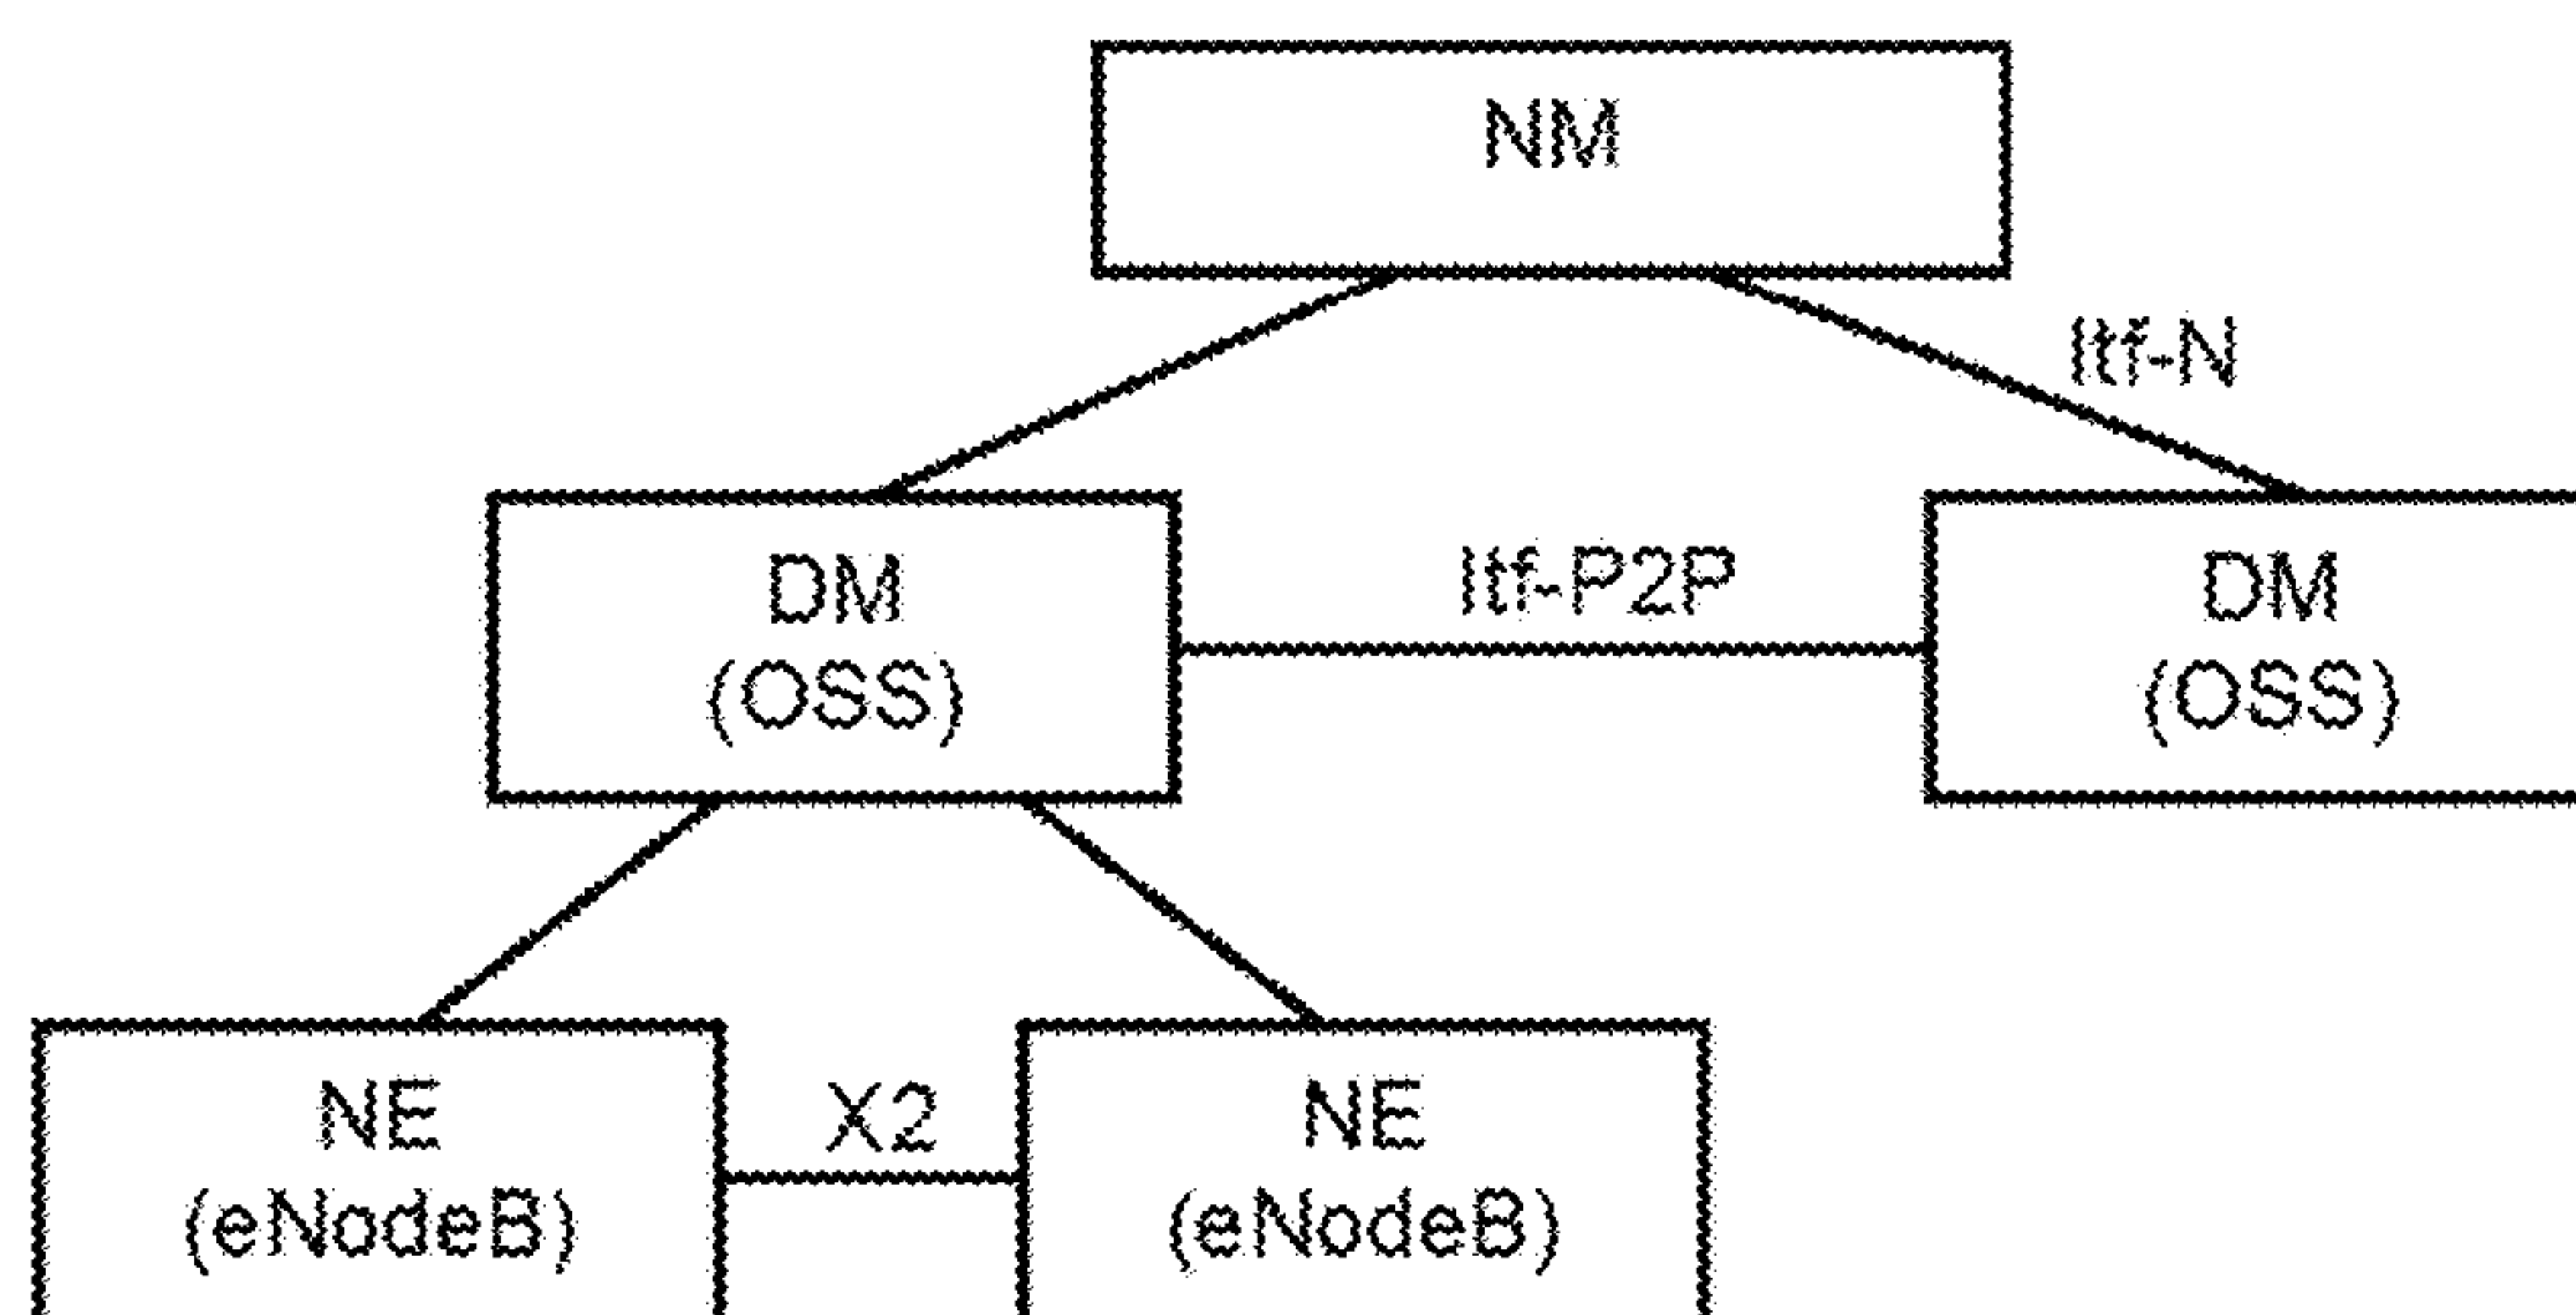 NM
Itf-N
DM
(OSS)
Itf-P2P
DM
(OSS)
NE
(eNodeB)
X2
NE
(eNodeB)